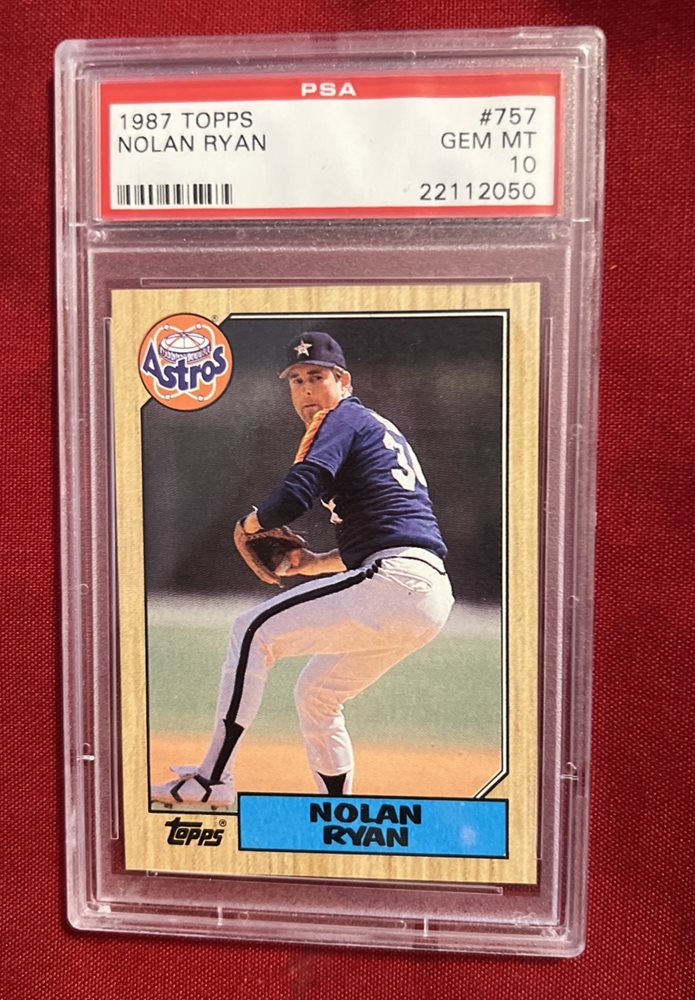 PSA
1987 TOPPS #757
NOLAN RYAN GEM MT
10
22112050
Astros
topps
NOLAN
RYAN